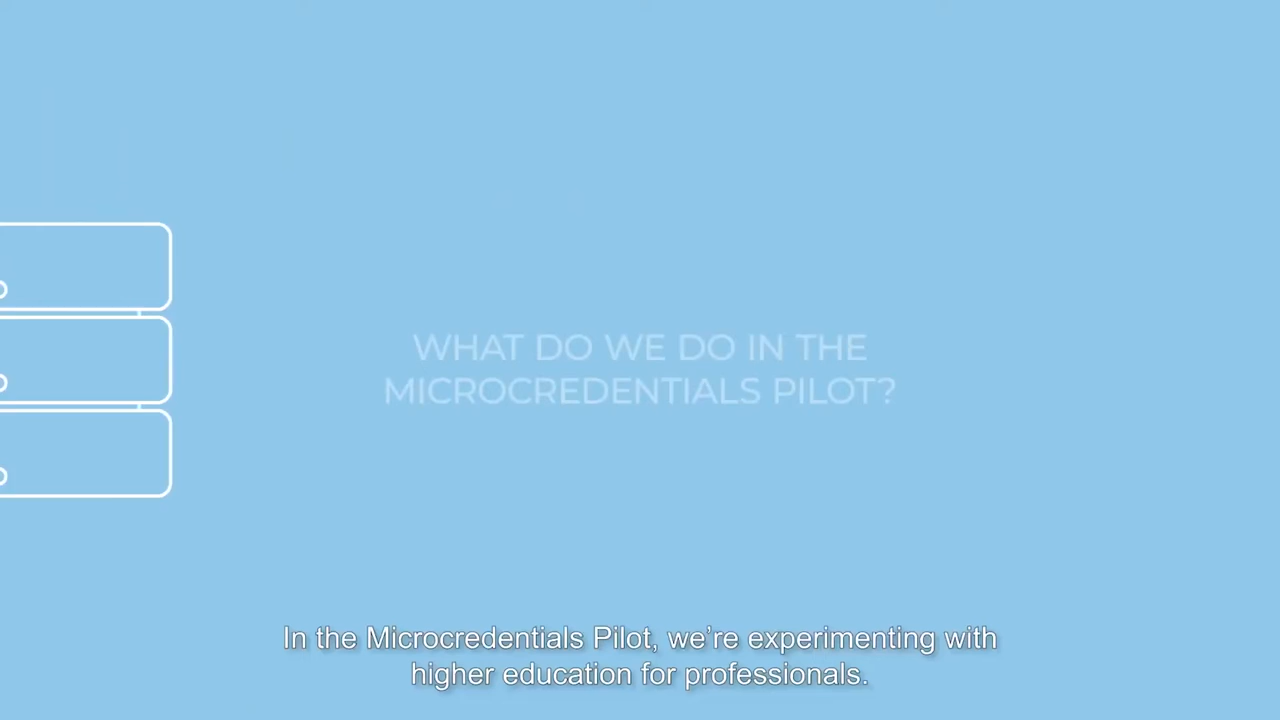 WHAT DO WE DO IN THE
MICROCREDENTIALS PILOT?
In the Microcredentials Pilot, we’re experimenting with
higher education for professionals.